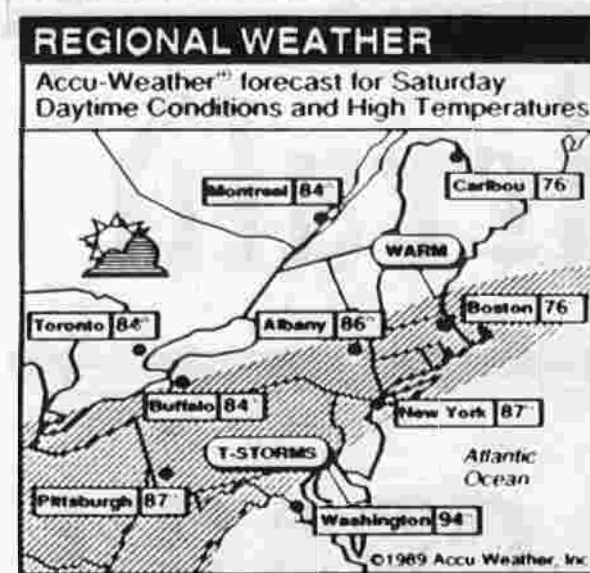 REGIONAL WEATHER
Accu-Weather® forecast for Saturday
Daytime Conditions and High Temperatures
Montreal 84°
Caribou 76°
WARM
Toronto 84°
Albany 86°
Boston 76°
Buffalo 84°
New York 87°
T-STORMS
Atlantic
Ocean
Pittsburgh 87°
Washington 94°
©1989 Accu Weather, Inc